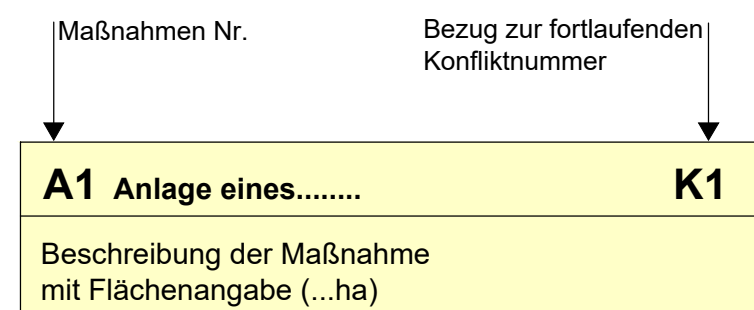 Maßnahmen Nr.
Bezug zur fortlaufenden
Konfliktnummer
A1 Anlage eines........ K1
Beschreibung der Maßnahme
mit Flächenangabe (...ha)